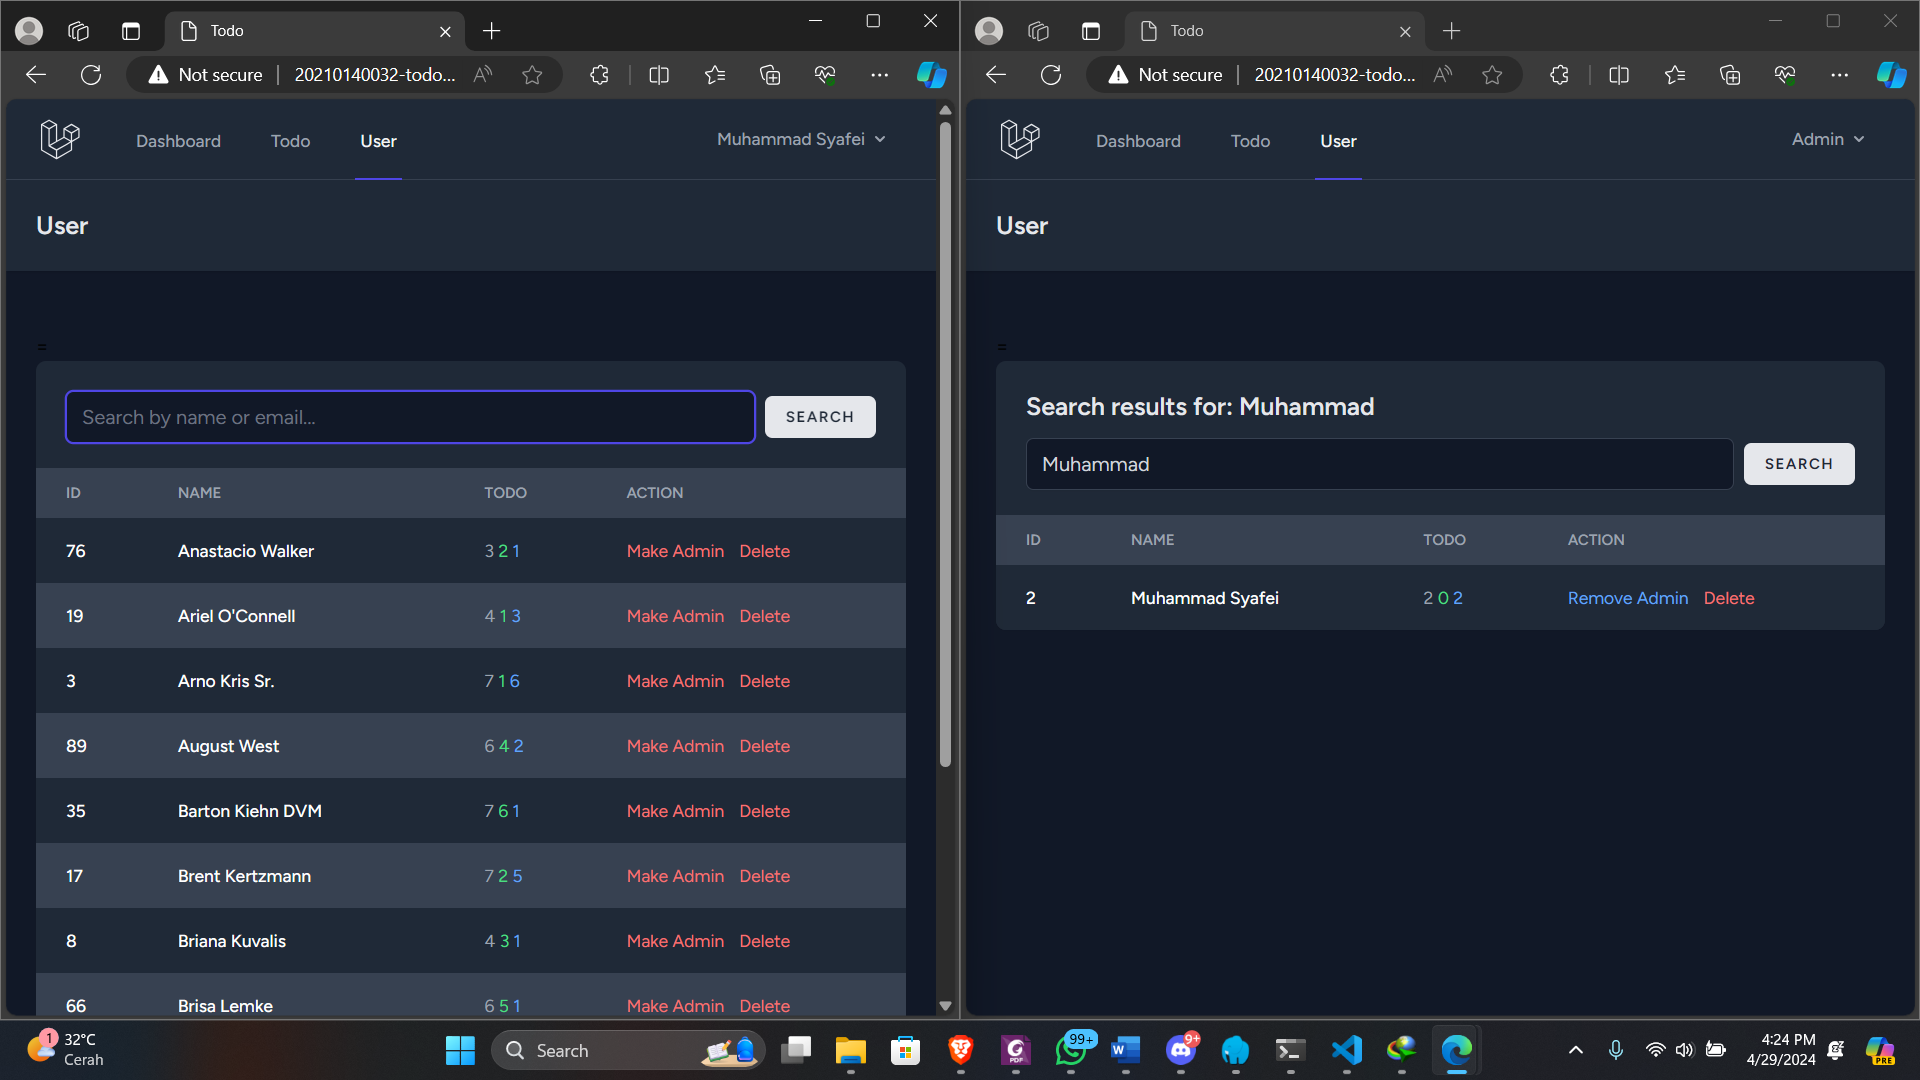 Todo
Not secure
20210140032-todo...
Dashboard
Todo
User
Muhammad Syafei
User
=
Search by name or email...
SEARCH
ID NAME TODO ACTION
76 Anastacio Walker 3 2 1 Make Admin Delete
19 Ariel O'Connell 4 1 3 Make Admin Delete
3 Arno Kris Sr. 7 1 6 Make Admin Delete
89 August West 6 4 2 Make Admin Delete
35 Barton Kiehn DVM 7 6 1 Make Admin Delete
17 Brent Kertzmann 7 2 5 Make Admin Delete
8 Briana Kuvalis 4 3 1 Make Admin Delete
66 Brisa Lemke 6 5 1 Make Admin Delete
Todo
Not secure
20210140032-todo...
Dashboard
Todo
User
Admin
User
=
Search results for: Muhammad
Muhammad
SEARCH
ID NAME TODO ACTION
2 Muhammad Syafei 2 0 2 Remove Admin Delete
1
32°C
Cerah
Search
PDF
99+
W
9+
4:24 PM
4/29/2024
PRE